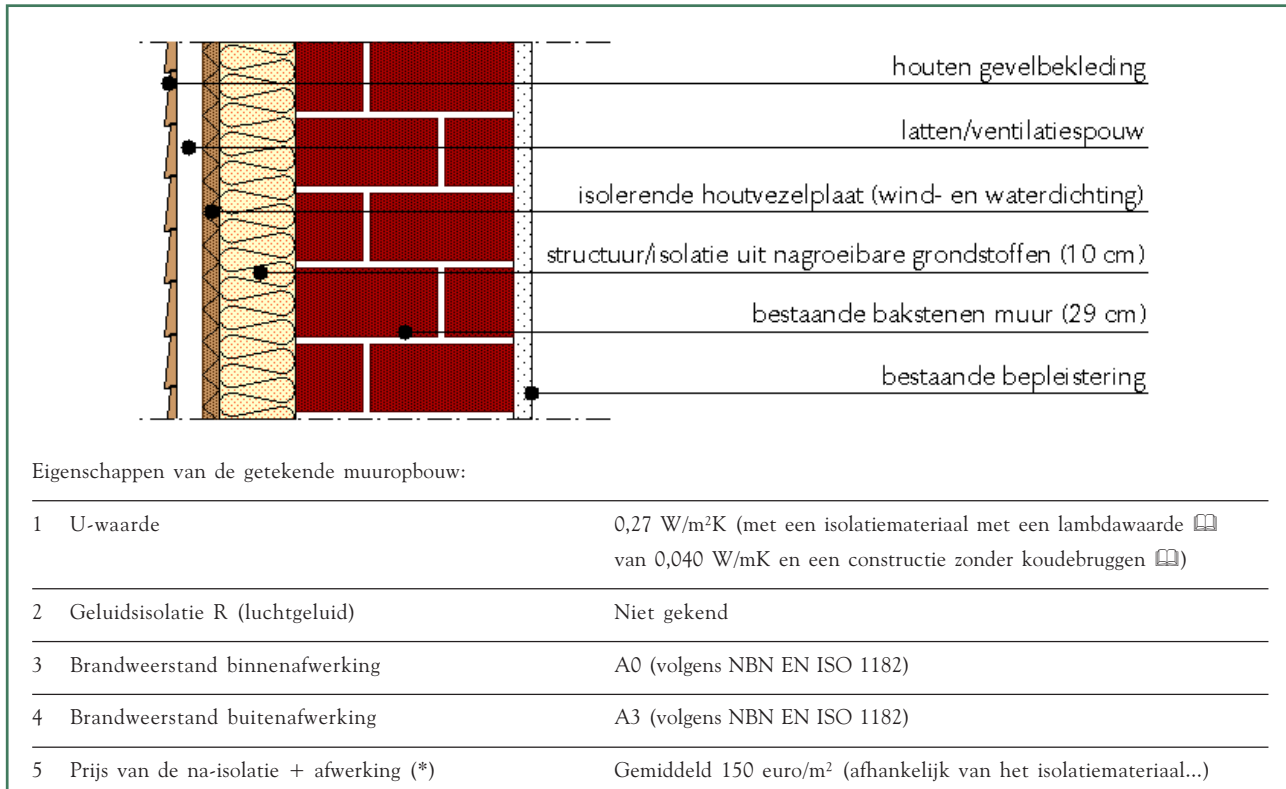 houten gevelbekleding
latten/ventilatiespouw
isolerende houtvezelplaat (wind- en waterdichting)
structuur/isolatie uit nagroeibare grondstoffen (10 cm)
bestaande bakstenen muur (29 cm)
bestaande bepleistering
Eigenschappen van de getekende muuropbouw:
1 U-waarde 0,27 W/m²K (met een isolatiemateriaal met een lambdawaarde 🕮
van 0,040 W/mK en een constructie zonder koudebruggen 🕮)
2 Geluidsisolatie R (luchtgeluid) Niet gekend
3 Brandweerstand binnenafwerking A0 (volgens NBN EN ISO 1182)
4 Brandweerstand buitenafwerking A3 (volgens NBN EN ISO 1182)
5 Prijs van de na-isolatie + afwerking (*) Gemiddeld 150 euro/m² (afhankelijk van het isolatiemateriaal...)